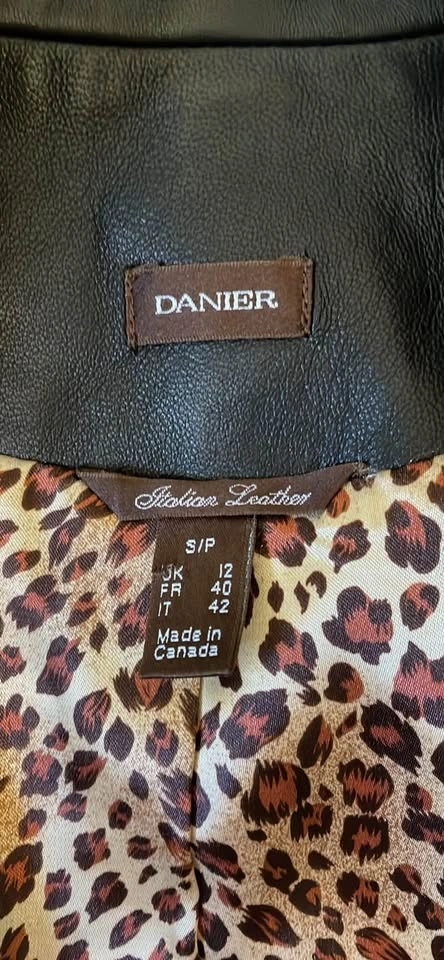 DANIER
Italian Leather
S/P
UK 12
FR 40
IT 42
Made in
Canada